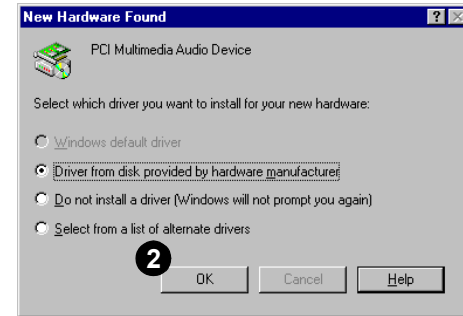 New Hardware Found
PCI Multimedia Audio Device
Select which driver you want to install for your new hardware:
Windows default driver
Driver from disk provided by hardware manufacturer
Do not install a driver (Windows will not prompt you again)
Select from a list of alternate drivers
2
OK Cancel Help